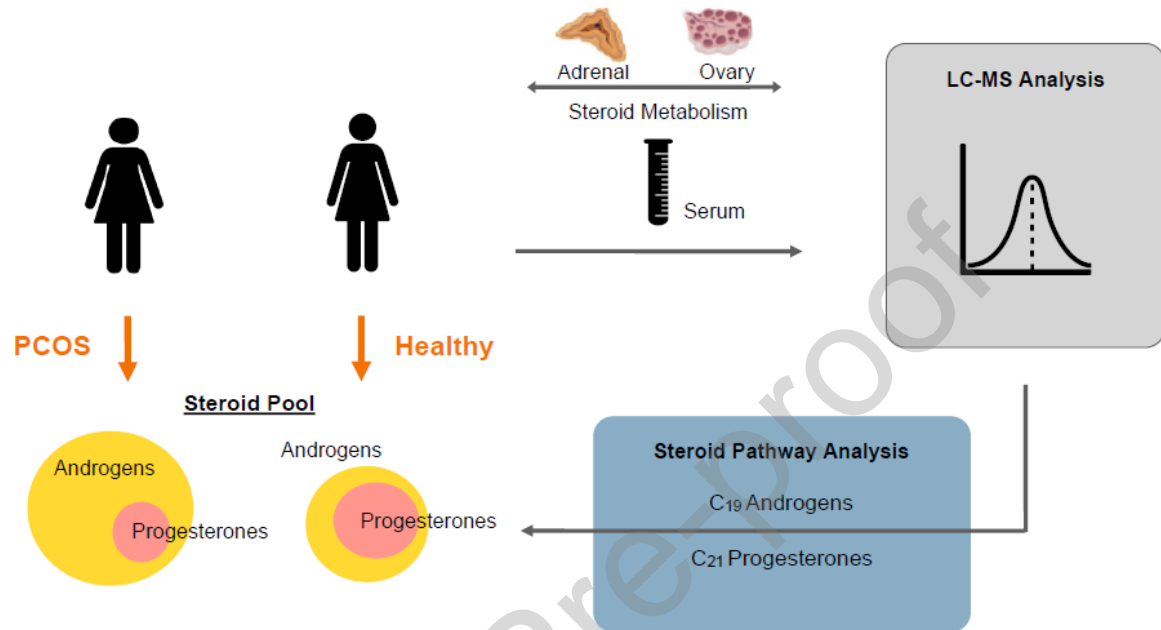 Adrenal
Ovary
Steroid Metabolism
Serum
LC-MS Analysis
PCOS
Healthy
Steroid Pool
Androgens
Progesterones
Androgens
Progesterones
Steroid Pathway Analysis
C₁₉ Androgens
C₂₁ Progesterones
re-proof